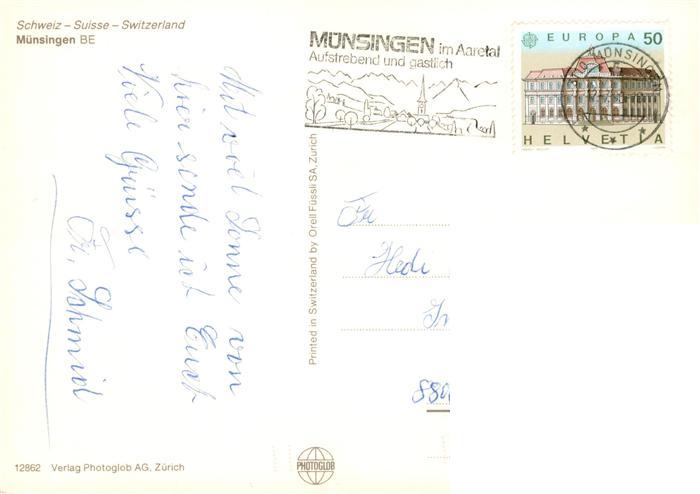 Schweiz – Suisse – Switzerland
Münsingen BE
Mit viel Sonne von
hier sende ich Euch
Viele Grüsse
Fr. Schmid
12862 Verlag Photoglob AG, Zürich
MÜNSINGEN im Aaretal
Aufstrebend und gastlich
EUROPA 50
HELVETIA
MÜNSINGEN
Printed in Switzerland by Orell Füssli SA, Zürich
Fr
Hedi
PHOTOGLOB